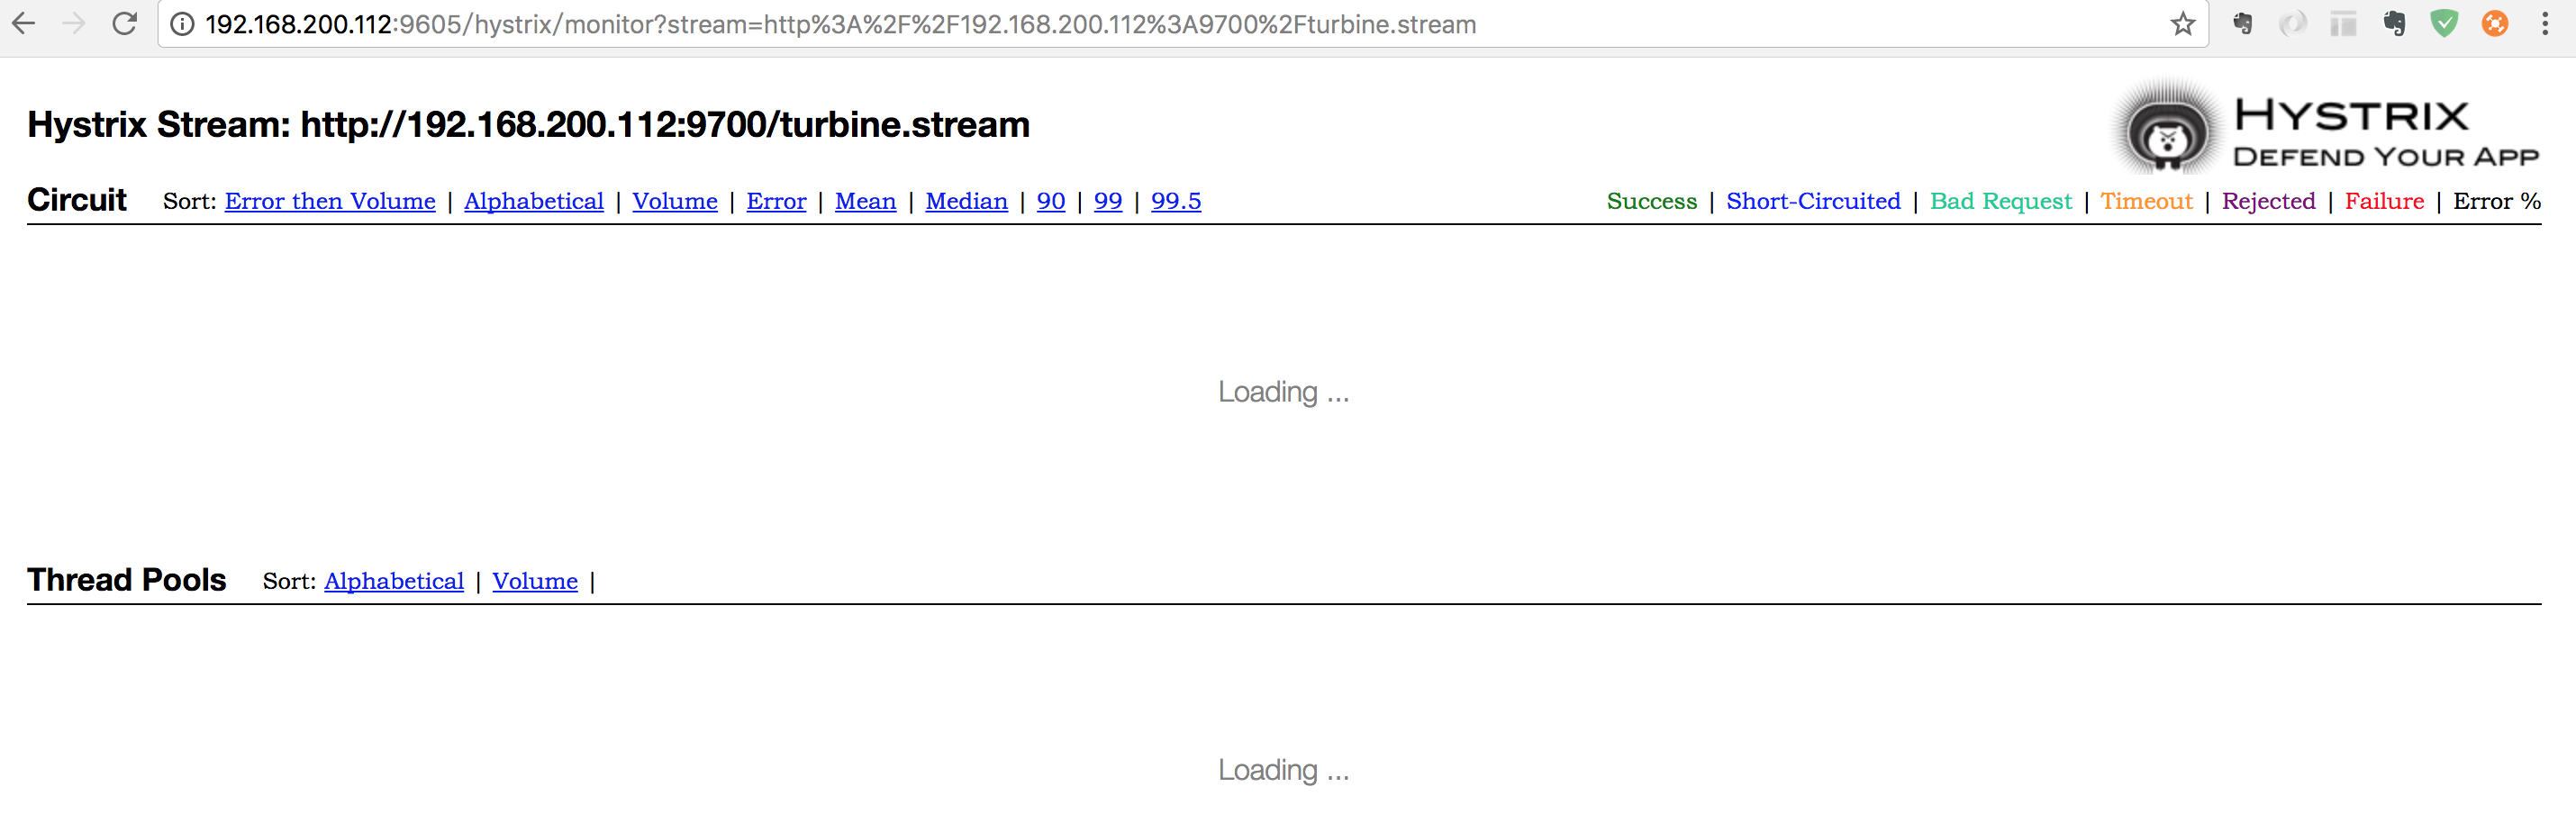 192.168.200.112:9605/hystrix/monitor?stream=http%3A%2F%2F192.168.200.112%3A9700%2Fturbine.stream
Hystrix Stream: http://192.168.200.112:9700/turbine.stream
HYSTRIX
DEFEND YOUR APP
Circuit Sort: Error then Volume | Alphabetical | Volume | Error | Mean | Median | 90 | 99 | 99.5 Success | Short-Circuited | Bad Request | Timeout | Rejected | Failure | Error %
Loading ...
Thread Pools Sort: Alphabetical | Volume |
Loading ...